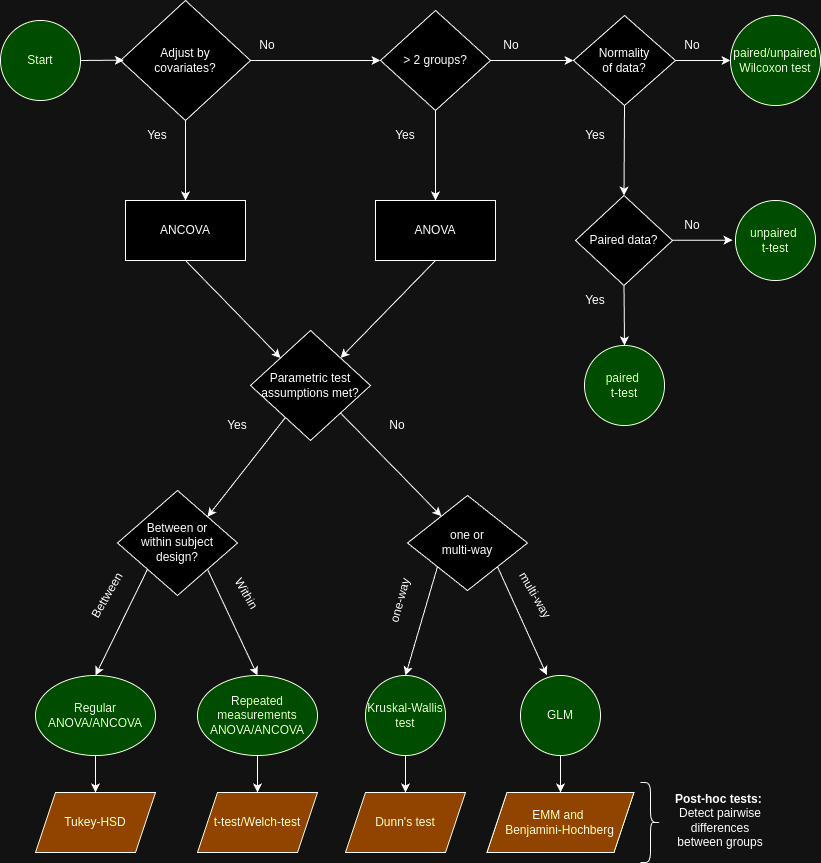 Start
Adjust by
covariates?
No
> 2 groups?
No
Normality
of data?
No
paired/unpaired
Wilcoxon test
Yes
Yes
Yes
ANCOVA
ANOVA
Paired data?
No
unpaired
t-test
Yes
paired
t-test
Parametric test
assumptions met?
Yes
No
Between or
within subject
design?
one or
multi-way
Bettween
Within
one-way
multi-way
Regular
ANOVA/ANCOVA
Repeated
measurements
ANOVA/ANCOVA
Kruskal-Wallis
test
GLM
Tukey-HSD
t-test/Welch-test
Dunn's test
EMM and
Benjamini-Hochberg
Post-hoc tests:
Detect pairwise
differences
between groups